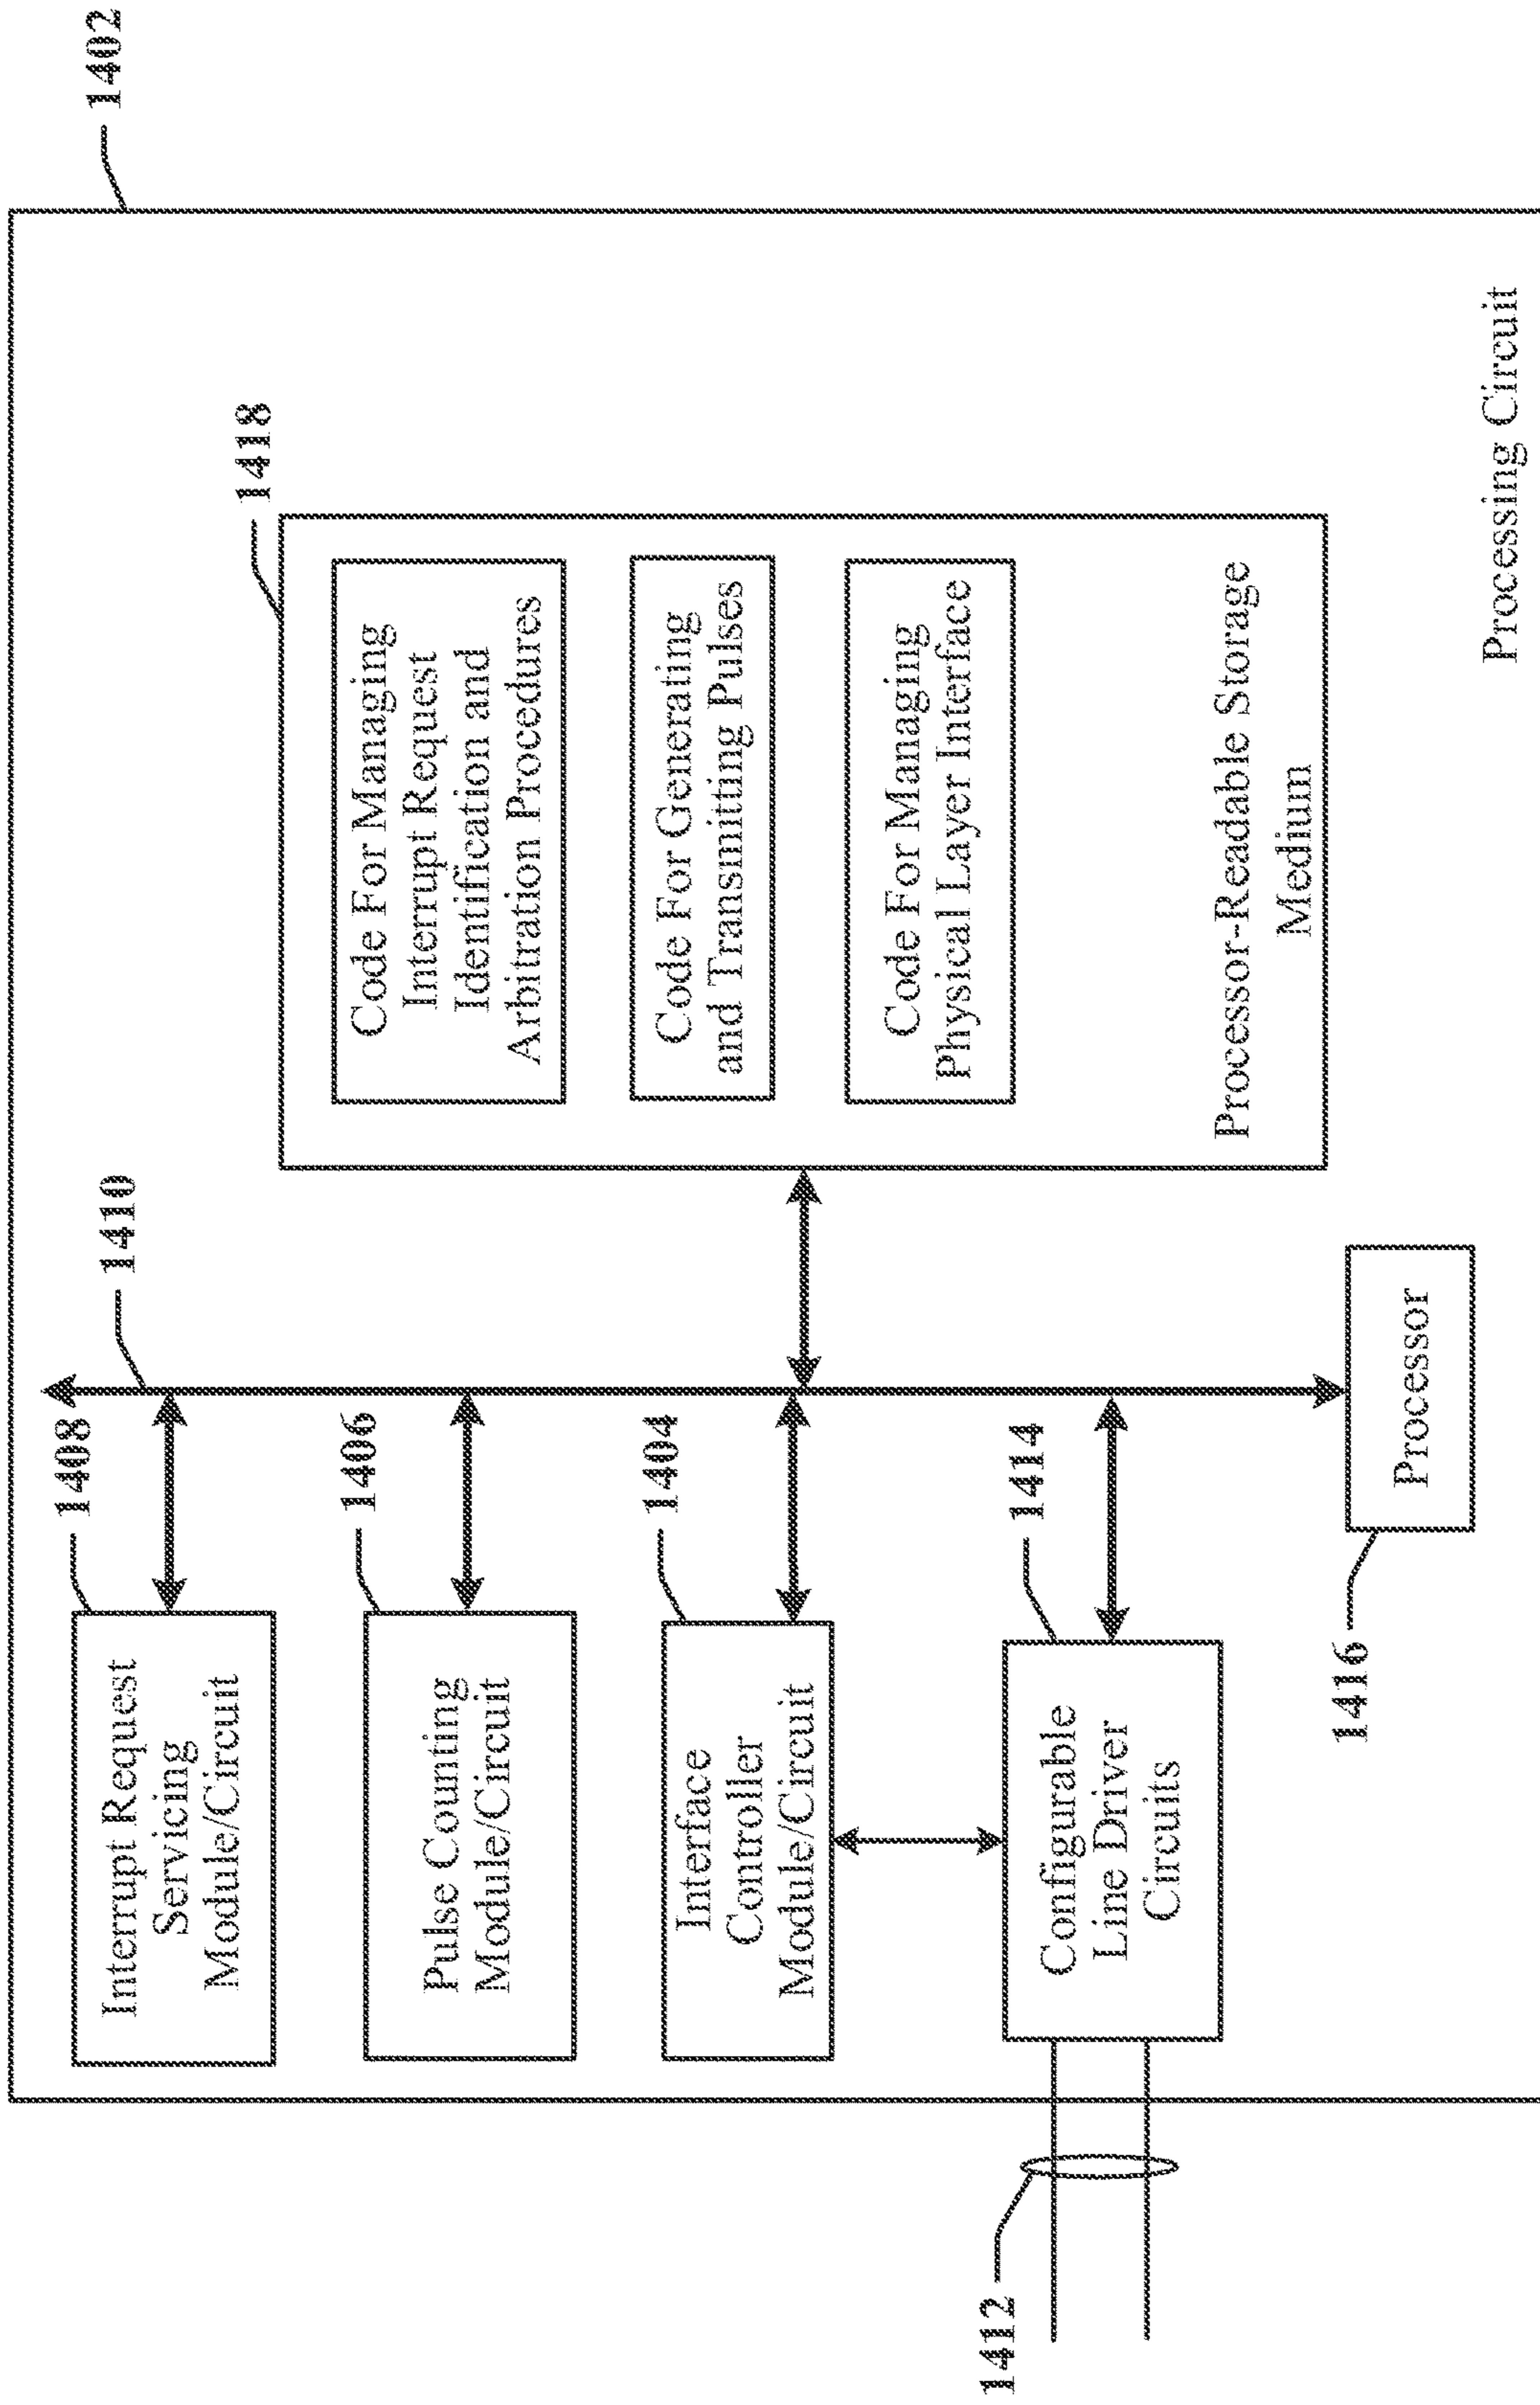 1402
1410
1408
Interrupt Request
Servicing
Module/Circuit
1406
Pulse Counting
Module/Circuit
1404
Interface
Controller
Module/Circuit
1414
Configurable
Line Driver
Circuits
1412
1416
Processor
1418
Code For Managing
Interrupt Request
Identification and
Arbitration Procedures
Code For Generating
and Transmitting Pulses
Code For Managing
Physical Layer Interface
Processor-Readable Storage
Medium
Processing Circuit